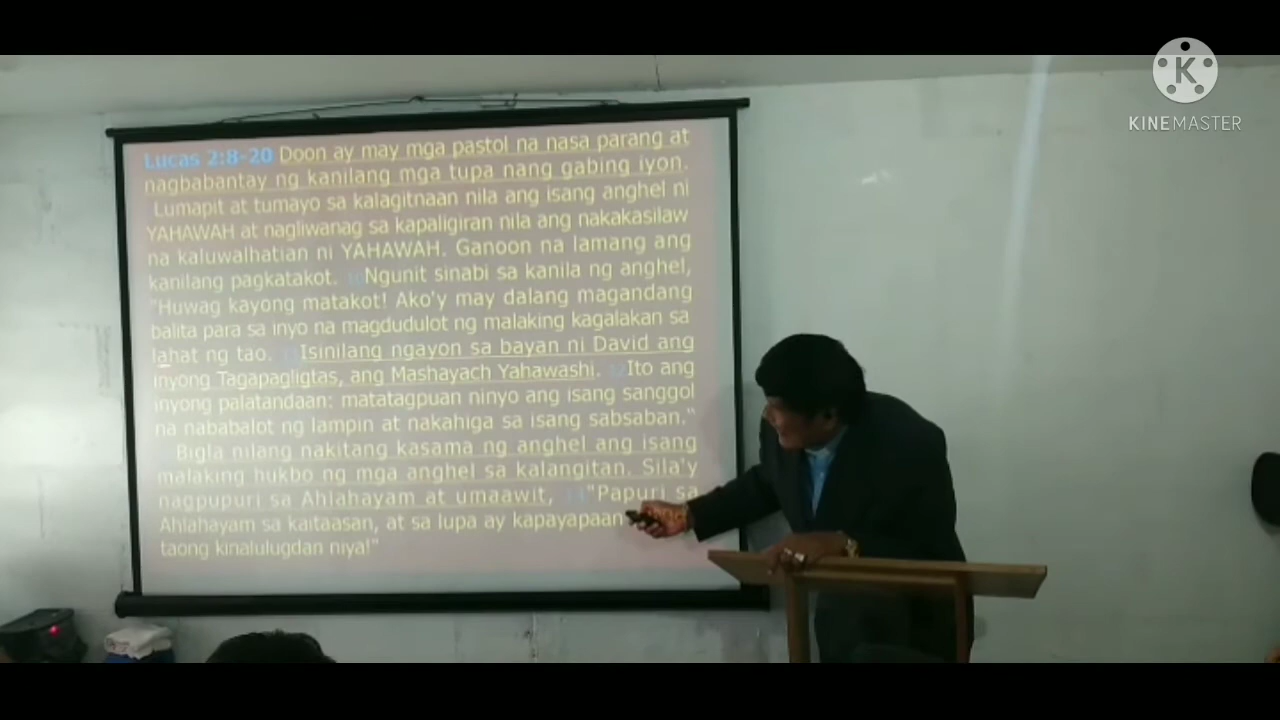 Lucas 2:8-20 Doon ay may mga pastol na nasa parang at
nagbabantay ng kanilang mga tupa nang gabing iyon.
Lumapit at tumayo sa kalagitnaan nila ang isang anghel ni
YAHAWAH at nagliwanag sa kapaligiran nila ang nakakasilaw
na kaluwalhatian ni YAHAWAH. Ganoon na lamang ang
kanilang pagkatakot. 10Ngunit sinabi sa kanila ng anghel,
"Huwag kayong matakot! Ako'y may dalang magandang
balita para sa inyo na magdudulot ng malaking kagalakan sa
lahat ng tao. 11Isinilang ngayon sa bayan ni David ang
inyong Tagapagligtas, ang Mashayach Yahawashi. 12Ito ang
inyong palatandaan: matatagpuan ninyo ang isang sanggol
na nababalot ng lampin at nakahiga sa isang sabsaban."
Bigla nilang nakitang kasama ng anghel ang isang
malaking hukbo ng mga anghel sa kalangitan. Sila'y
nagpupuri sa Ahlahayam at umaawit, "Papuri sa
Ahlahayam sa kaitaasan, at sa lupa ay kapayapaan
taong kinalulugdan niya!"
KINEMASTER